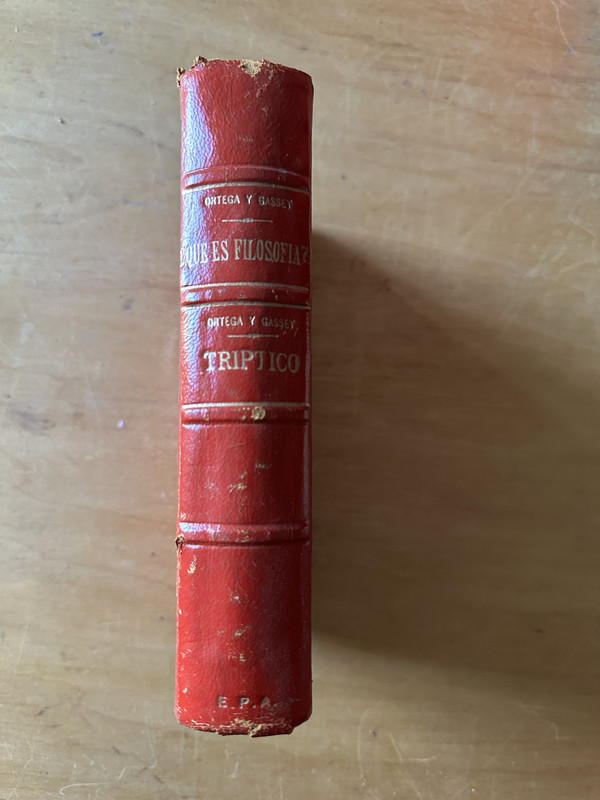 ORTEGA Y GASSEY
¿QUE ES FILOSOFIA?
ORTEGA Y GASSEY
TRIPTICO
E. P. A.